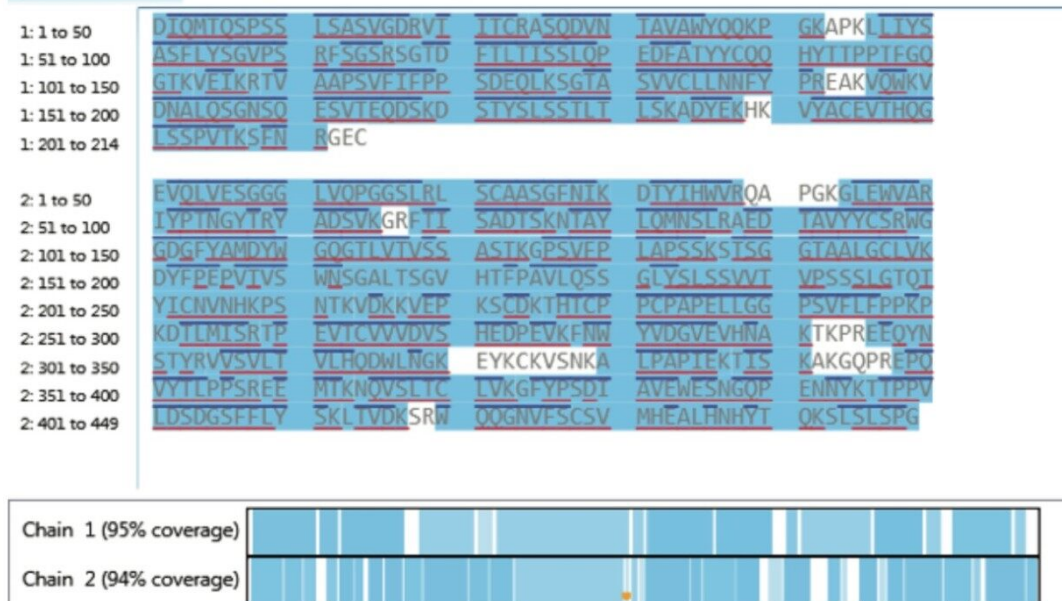 1: 1 to 50 DIQMTQSPSS LSASVGDRVT ITCRASQDVN TAVAWYQQKP GKAPKLLIYS
1: 51 to 100 ASFLYSGVPS RFSGSRSGTD FTLTISSLQP EDFATYYCQQ HYTTPPTFGQ
1: 101 to 150 GTKVEIKRTV AAPSVFIFPP SDEQLKSGTA SVVCLLNNFY PREAKVQWKV
1: 151 to 200 DNALQSGNSQ ESVTEQDSKD STYSLSSTLT LSKADYEKHK VYACEVTHQG
1: 201 to 214 LSSPVTKSFN RGEC
2: 1 to 50 EVQLVESGGG LVQPGGSLRL SCAASGFNIK DTYIHWVRQA PGKGLEWVAR
2: 51 to 100 IYPTNGYTRY ADSVKGRFTI SADTSKNTAY LQMNSLRAED TAVYYCSRWG
2: 101 to 150 GDGFYAMDYW GQGTLVTVSS ASTKGPSVFP LAPSSKSTSG GTAALGCLVK
2: 151 to 200 DYFPEPVTVS WNSGALTSGV HTFPAVLQSS GLYSLSSVVT VPSSSLGTQT
2: 201 to 250 YICNVNHKPS NTKVDKKVEP KSCDKTHTCP PCPAPELLGG PSVFLFPPKP
2: 251 to 300 KDTLMISRTP EVTCVVVDVS HEDPEVKFNW YVDGVEVHNA KTKPREEQYN
2: 301 to 350 STYRVVSVLT VLHQDWLNGK EYKCKVSNKA LPAPIEKTIS KAKGQPREPQ
2: 351 to 400 VYTLPPSREE MTKNQVSLTC LVKGFYPSDI AVEWESNGQP ENNYKTTPPV
2: 401 to 449 LDSDGSFFLY SKLTVDKSRW QQGNVFSCSV MHEALHNHYT QKSLSLSPG
Chain 1 (95% coverage)
Chain 2 (94% coverage)